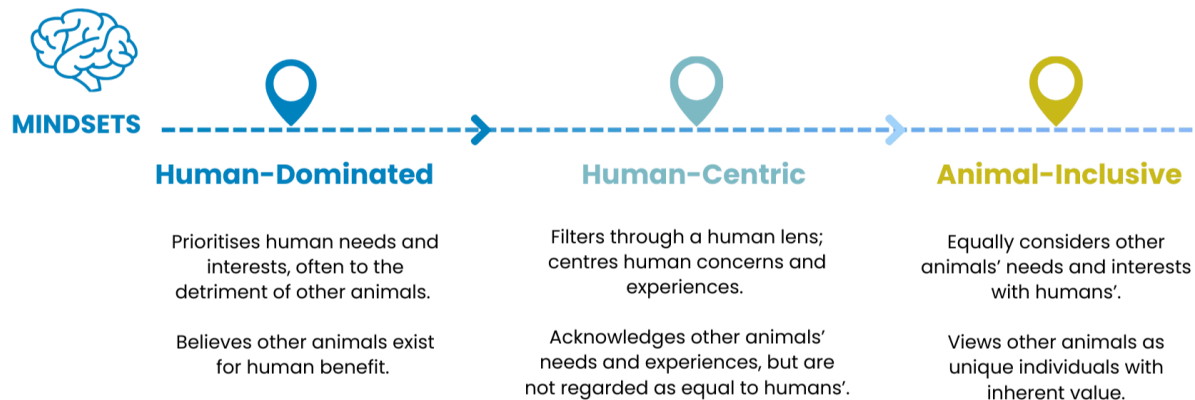 MINDSETS
Human-Dominated
Prioritises human needs and
interests, often to the
detriment of other animals.
Believes other animals exist
for human benefit.
Human-Centric
Filters through a human lens;
centres human concerns and
experiences.
Acknowledges other animals’
needs and experiences, but are
not regarded as equal to humans’.
Animal-Inclusive
Equally considers other
animals’ needs and interests
with humans’.
Views other animals as
unique individuals with
inherent value.